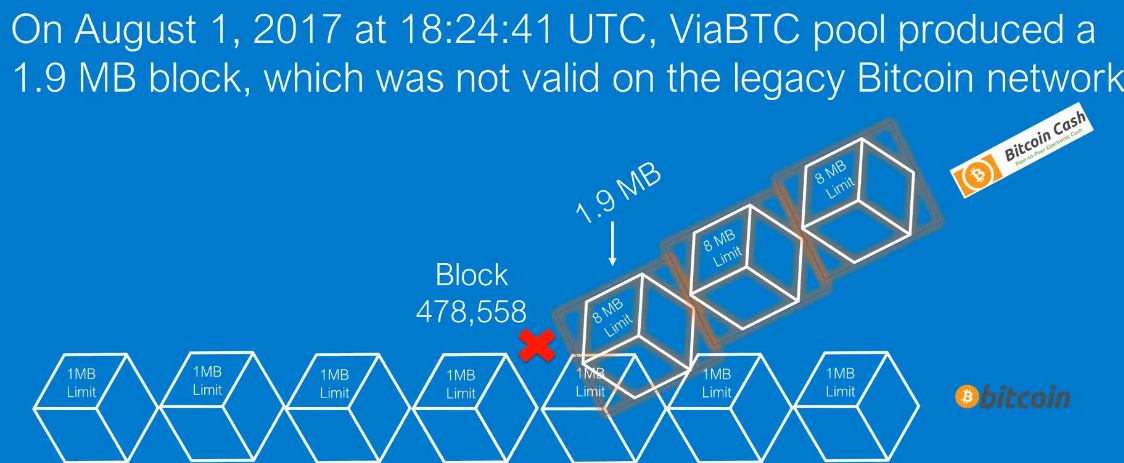 On August 1, 2017 at 18:24:41 UTC, ViaBTC pool produced a
1.9 MB block, which was not valid on the legacy Bitcoin network
Bitcoin Cash
Peer-to-Peer Electronic Cash
8 MB
Limit
1.9 MB
8 MB
Limit
Block
478,558
8 MB
Limit
1MB
Limit
1MB
Limit
1MB
Limit
1MB
Limit
1MB
Limit
1MB
Limit
1MB
Limit
bitcoin